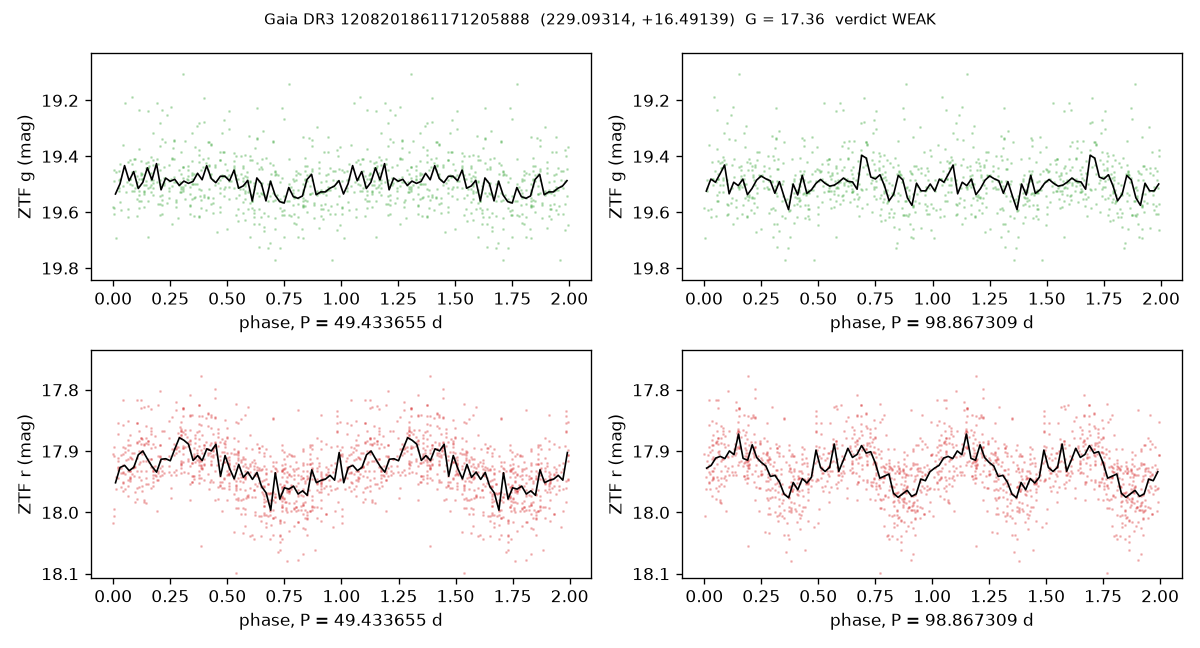 Gaia DR3 1208201861171205888  (229.09314, +16.49139)  G = 17.36  verdict WEAK
ZTF g (mag)
19.2
19.4
19.6
19.8
0.00 0.25 0.50 0.75 1.00 1.25 1.50 1.75 2.00
phase, P = 49.433655 d
ZTF g (mag)
19.2
19.4
19.6
19.8
0.00 0.25 0.50 0.75 1.00 1.25 1.50 1.75 2.00
phase, P = 98.867309 d
ZTF r (mag)
17.8
17.9
18.0
18.1
0.00 0.25 0.50 0.75 1.00 1.25 1.50 1.75 2.00
phase, P = 49.433655 d
ZTF r (mag)
17.8
17.9
18.0
18.1
0.00 0.25 0.50 0.75 1.00 1.25 1.50 1.75 2.00
phase, P = 98.867309 d